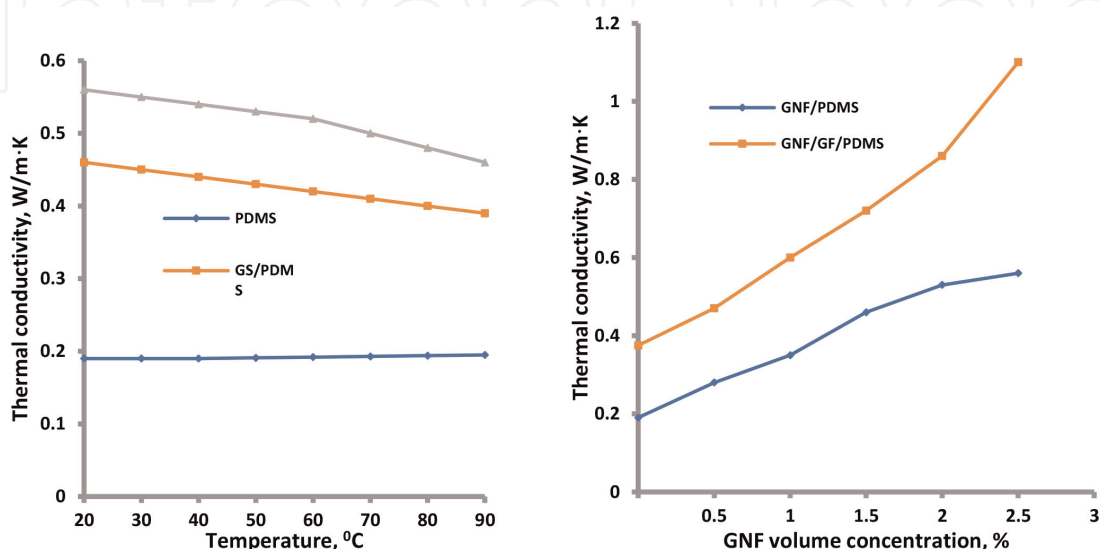 0.6
0.5
0.4
0.3
0.2
0.1
0
Thermal conductivity, W/m·K
PDMS
GS/PDM
S
20 30 40 50 60 70 80 90
Temperature, ⁰C
1.2
1
0.8
0.6
0.4
0.2
0
Thermal conductivity, W/m·K
GNF/PDMS
GNF/GF/PDMS
0.5 1 1.5 2 2.5 3
GNF volume concentration, %